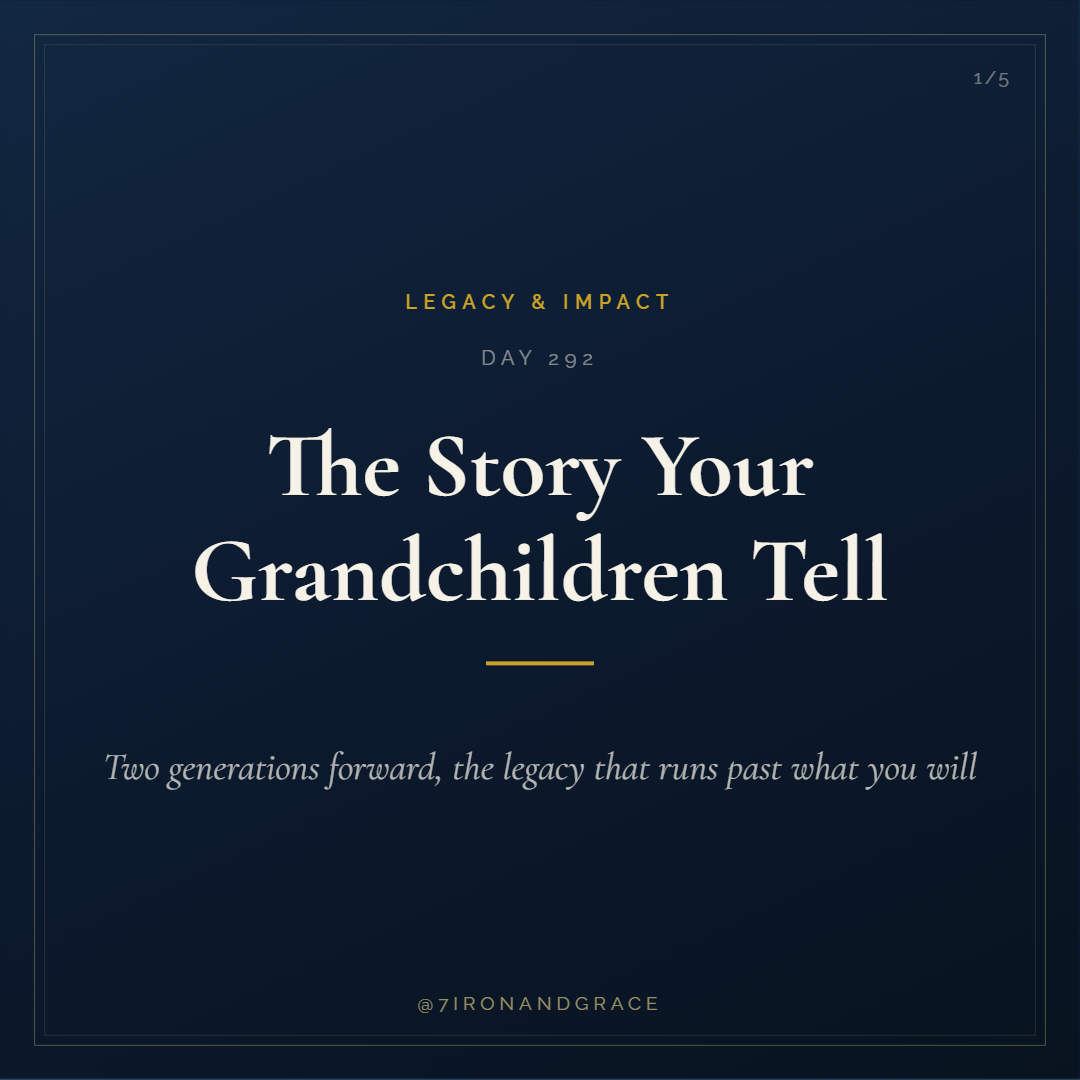 1/5
LEGACY & IMPACT
DAY 292
The Story Your
Grandchildren Tell
Two generations forward, the legacy that runs past what you will
@7IRONANDGRACE